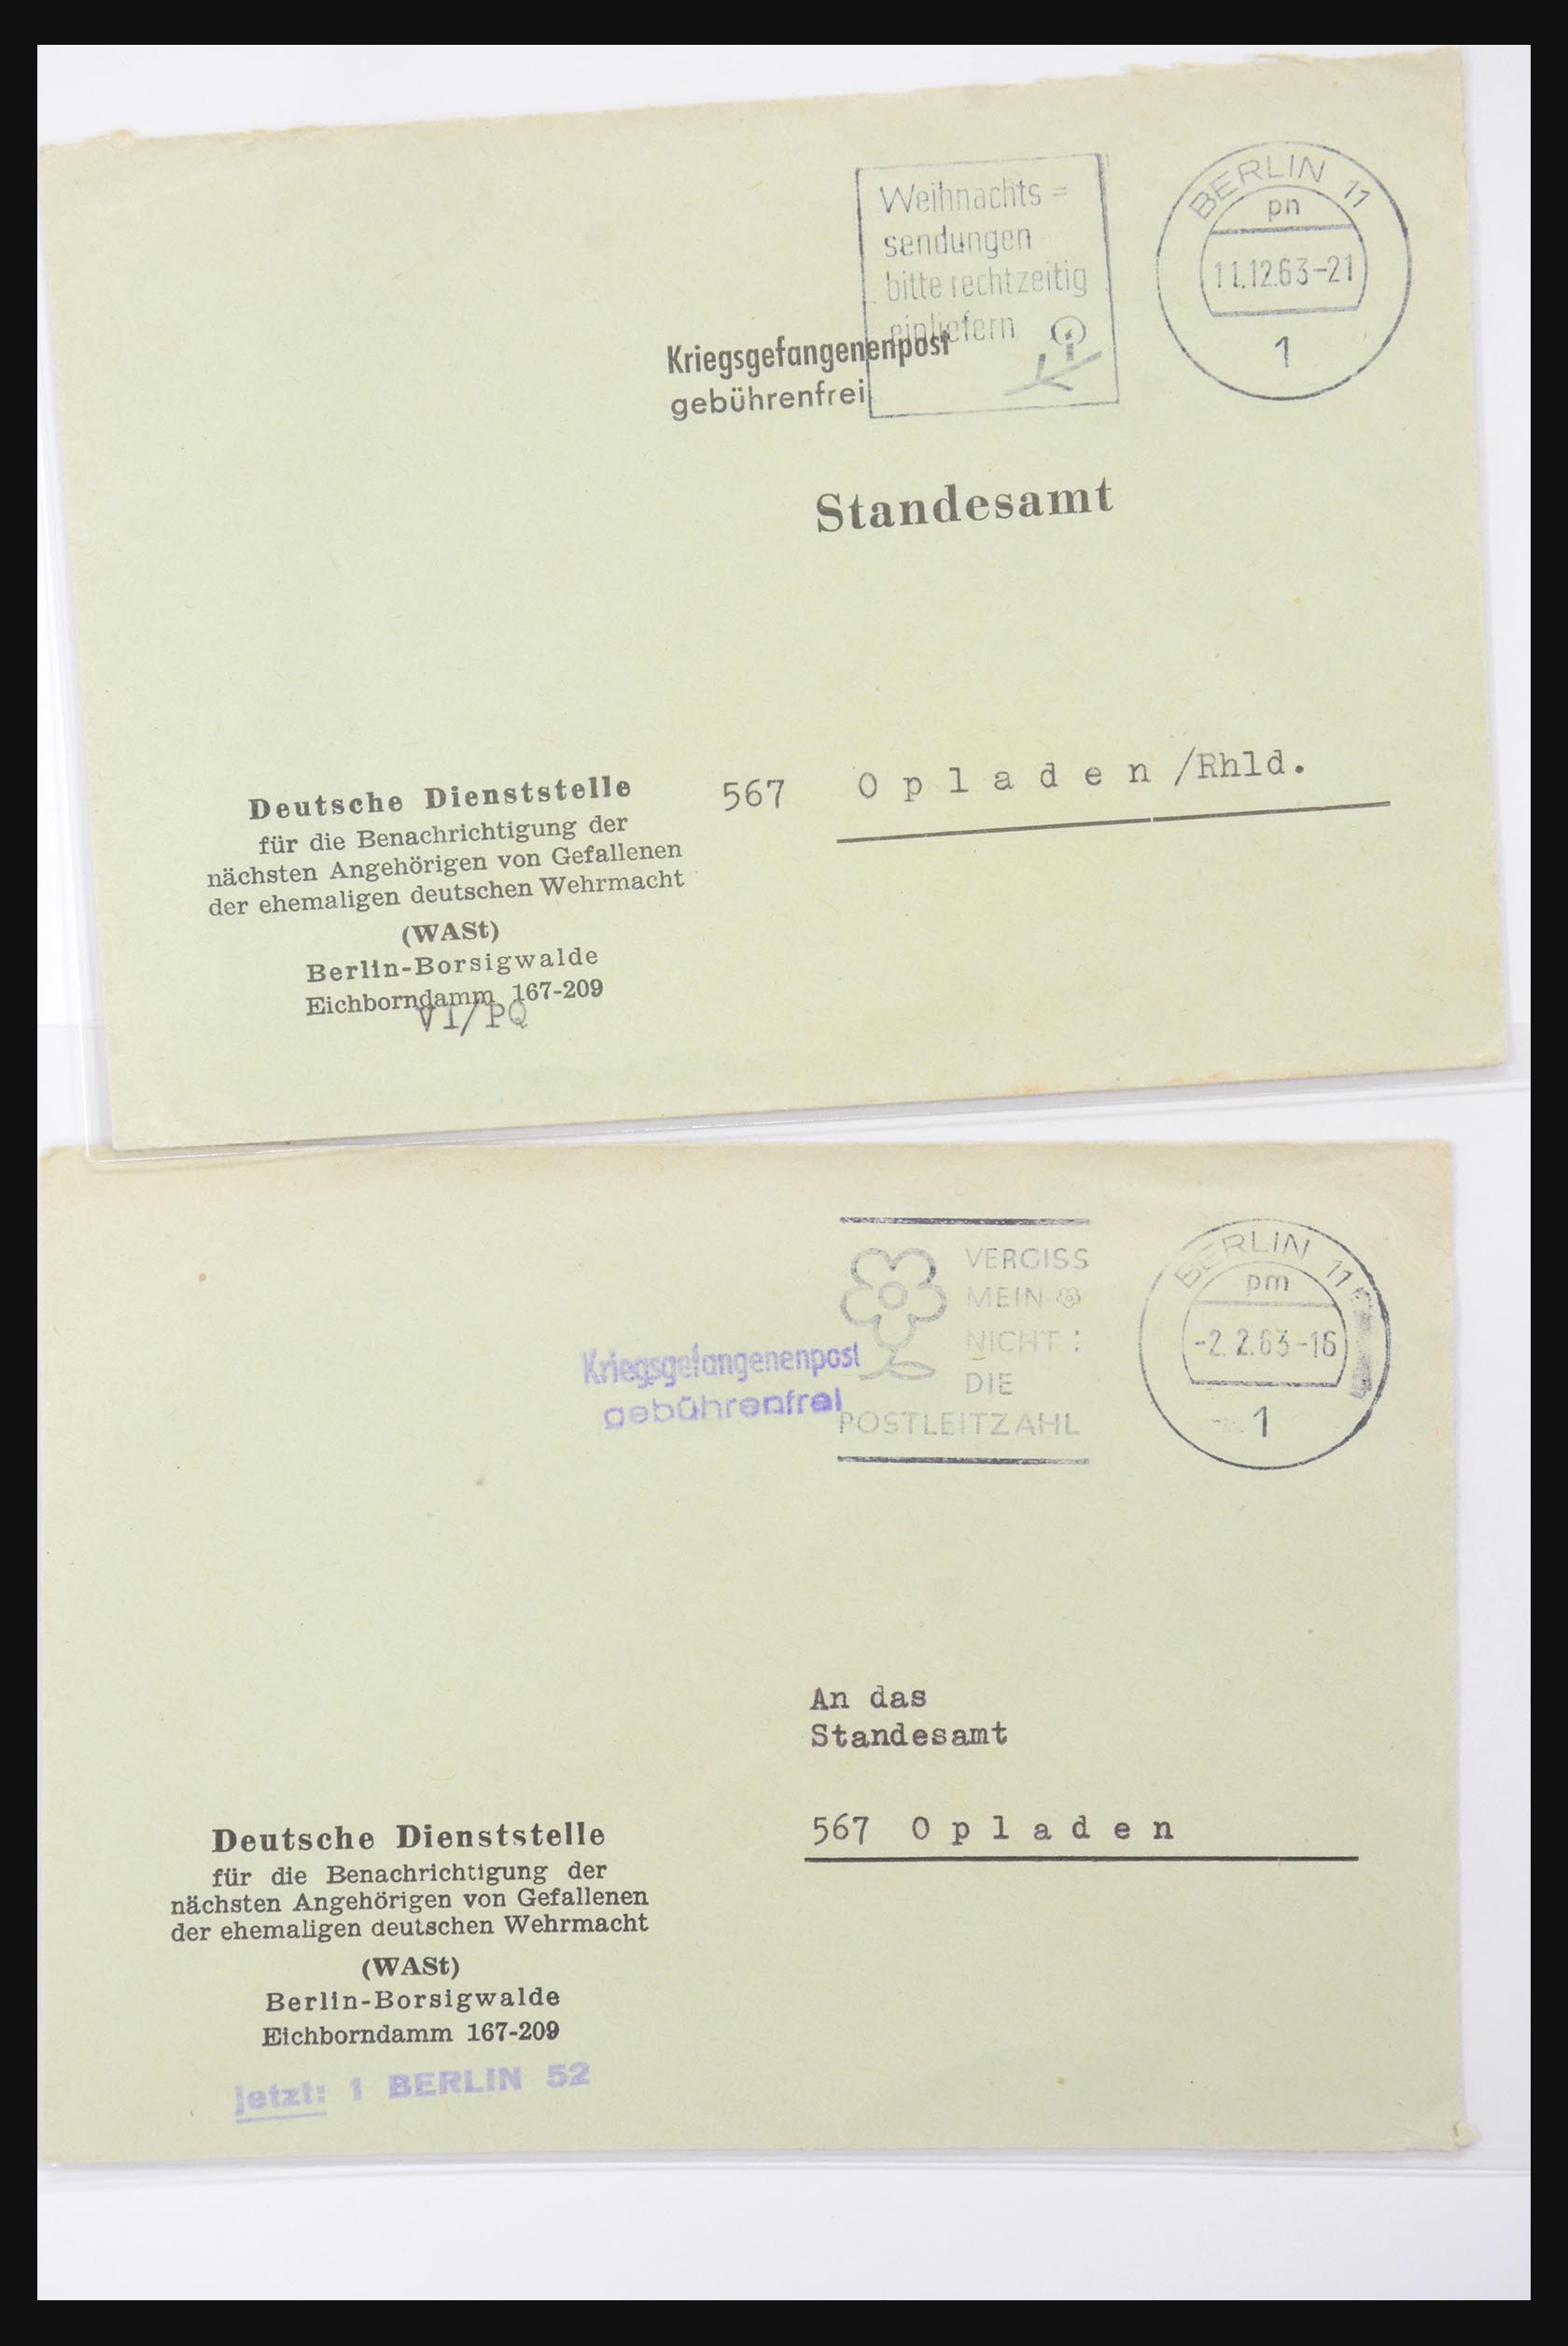 Weihnachts =
sendungen
bitte rechtzeitig
einliefern
BERLIN 11
pn
11.12.63-21
1
Kriegsgefangenenpost
gebührenfrei
Standesamt
567 Opladen/Rhld.
Deutsche Dienststelle
für die Benachrichtigung der
nächsten Angehörigen von Gefallenen
der ehemaligen deutschen Wehrmacht
(WASt)
Berlin-Borsigwalde
Eichborndamm 167-209
VI/PQ
VERGISS
MEIN
NICHT :
DIE
POSTLEITZAHL
BERLIN 11
pm
-2.2.63-16
1
Kriegsgefangenenpost
gebührenfrei
An das
Standesamt
567 Opladen
Deutsche Dienststelle
für die Benachrichtigung der
nächsten Angehörigen von Gefallenen
der ehemaligen deutschen Wehrmacht
(WASt)
Berlin-Borsigwalde
Eichborndamm 167-209
jetzt: 1 BERLIN 52